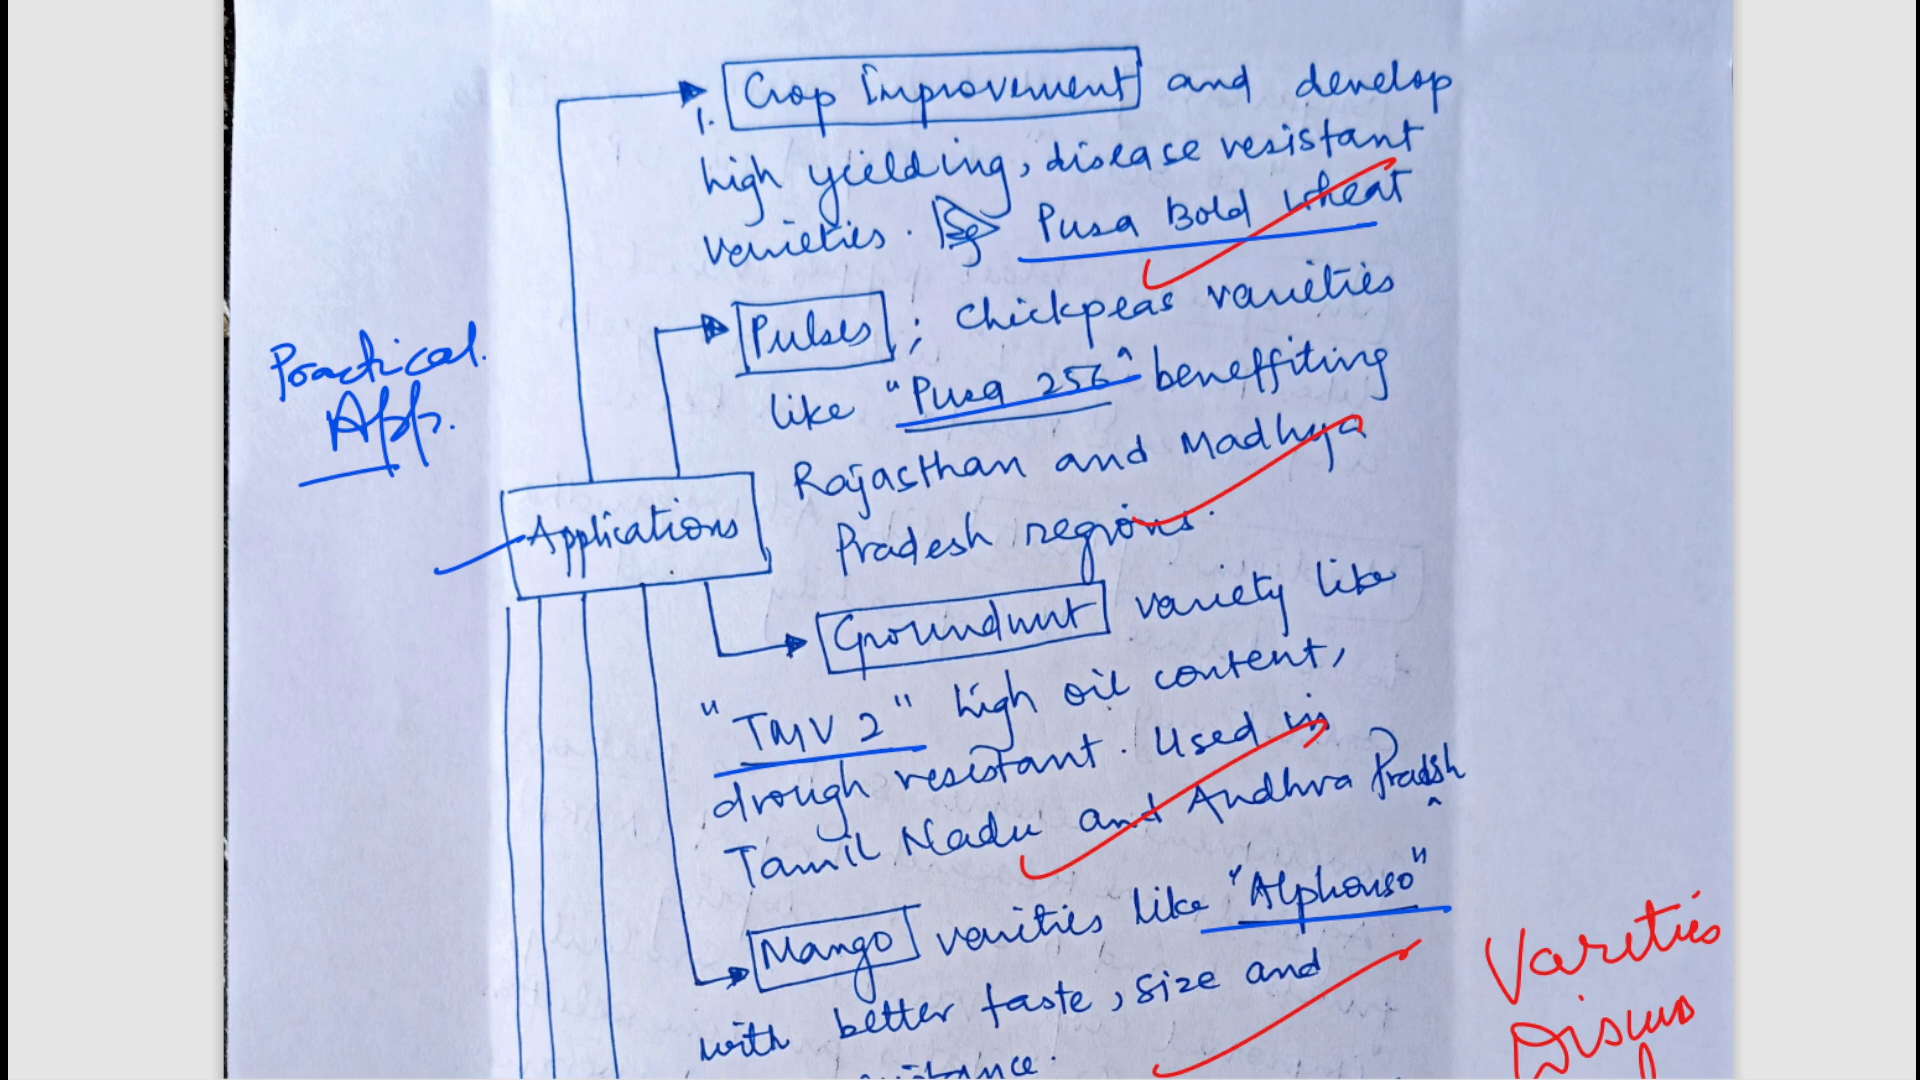 1. Crop Improvement and develop
high yielding, disease resistant
varieties. Eg Pusa Bold wheat
Pulses ; Chickpeas varieties
like "Pusa 256" beneffiting
Rajasthan and Madhya
Pradesh regions.
Practical
App.
Applications
Groundnut variety like
"TMV 2" high oil content,
drough resistant. Used in
Tamil Nadu and Andhra Pradsh
Mango varities like "Alphonso"
with better taste, size and
Varities
Discuss